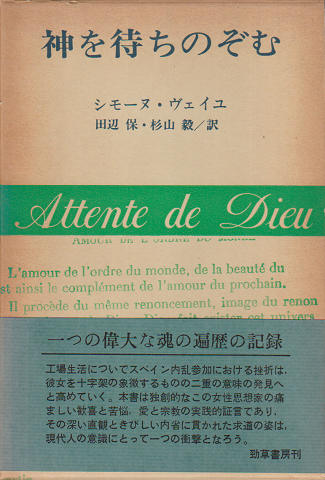 神を待ちのぞむ
シモーヌ・ヴェイユ
田辺 保・杉山 毅／訳
Attente de Dieu
AMOUR DE L'ORDRE DU MONDE
L'amour de l'ordre du monde, de la beauté du
st ainsi le complément de l'amour du prochain.
Il procède du même renoncement, image du renon
一つの偉大な魂の遍歴の記録
工場生活についでスペイン内乱参加における挫折は、
彼女を十字架の象徴するものの二重の意味の発見へ
と高めていく。本書は独創的なこの女性思想家の痛
ましい歓喜と苦悩、愛と宗教の実践的証言であり、
その深い直観ときびしい内省に貫かれた求道の姿は、
現代人の意識にとって一つの衝撃となろう。
勁草書房刊